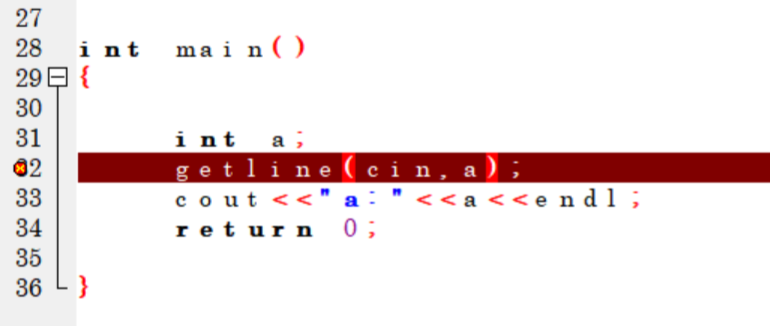 27
28 int main()
29 {
30
31 int a;
32 getline(cin,a);
33 cout<<"a:"<<a<<endl;
34 return 0;
35
36 }